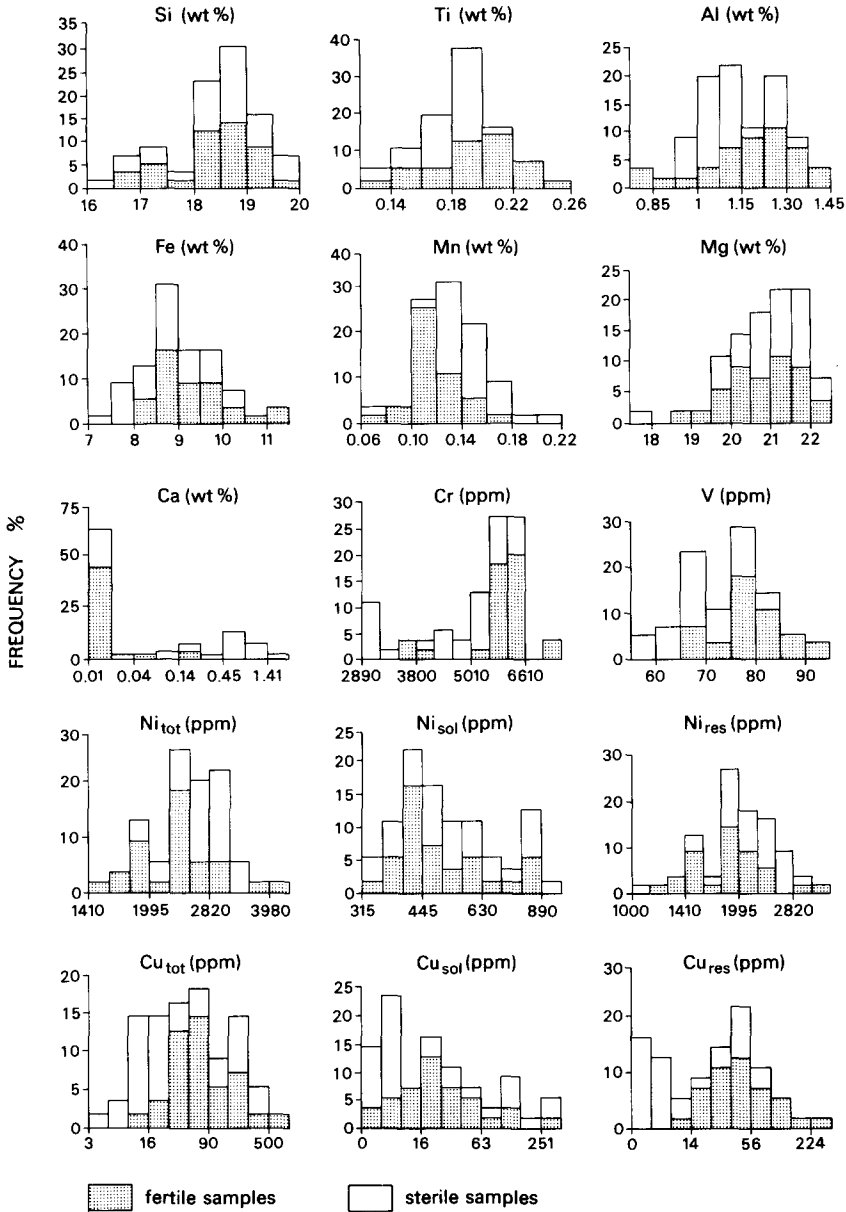 Si (wt %)
Ti (wt %)
Al (wt %)
35
30
25
20
15
10
5
0
16 17 18 19 20
40
30
20
10
0
0.14 0.18 0.22 0.26
25
20
15
10
5
0
0.85 1 1.15 1.30 1.45
Fe (wt %)
Mn (wt %)
Mg (wt %)
40
30
20
10
0
7 8 9 10 11
40
30
20
10
0
0.06 0.10 0.14 0.18 0.22
25
20
15
10
5
0
18 19 20 21 22
FREQUENCY %
Ca (wt %)
Cr (ppm)
V (ppm)
75
50
25
0
0.01 0.04 0.14 0.45 1.41
30
25
20
15
10
5
0
2890 3800 5010 6610
30
20
10
0
60 70 80 90
Ni tot (ppm)
Ni sol (ppm)
Ni res (ppm)
30
20
10
0
1410 1995 2820 3980
25
20
15
10
5
0
315 445 630 890
30
20
10
0
1000 1410 1995 2820
Cu tot (ppm)
Cu sol (ppm)
Cu res (ppm)
20
15
10
5
0
3 16 90 500
25
20
15
10
5
0
0 16 63 251
30
20
10
0
0 14 56 224
fertile samples
sterile samples